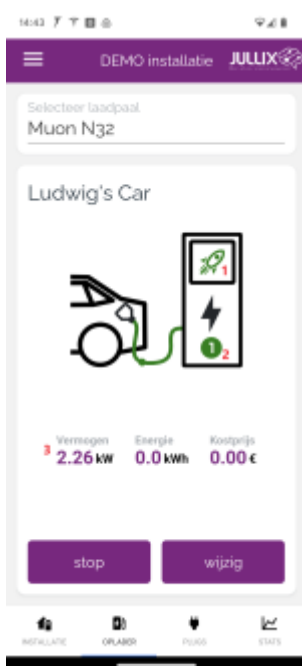 14:43
DEMO installatie JULLIX
Selecteer laadpaal
Muon N32
Ludwig's Car
1
1 2
3
Vermogen Energie Kostprijs
2.26 kW 0.0 kWh 0.00 €
stop wijzig
INSTALLATIE OPLADER PLUGS STATS